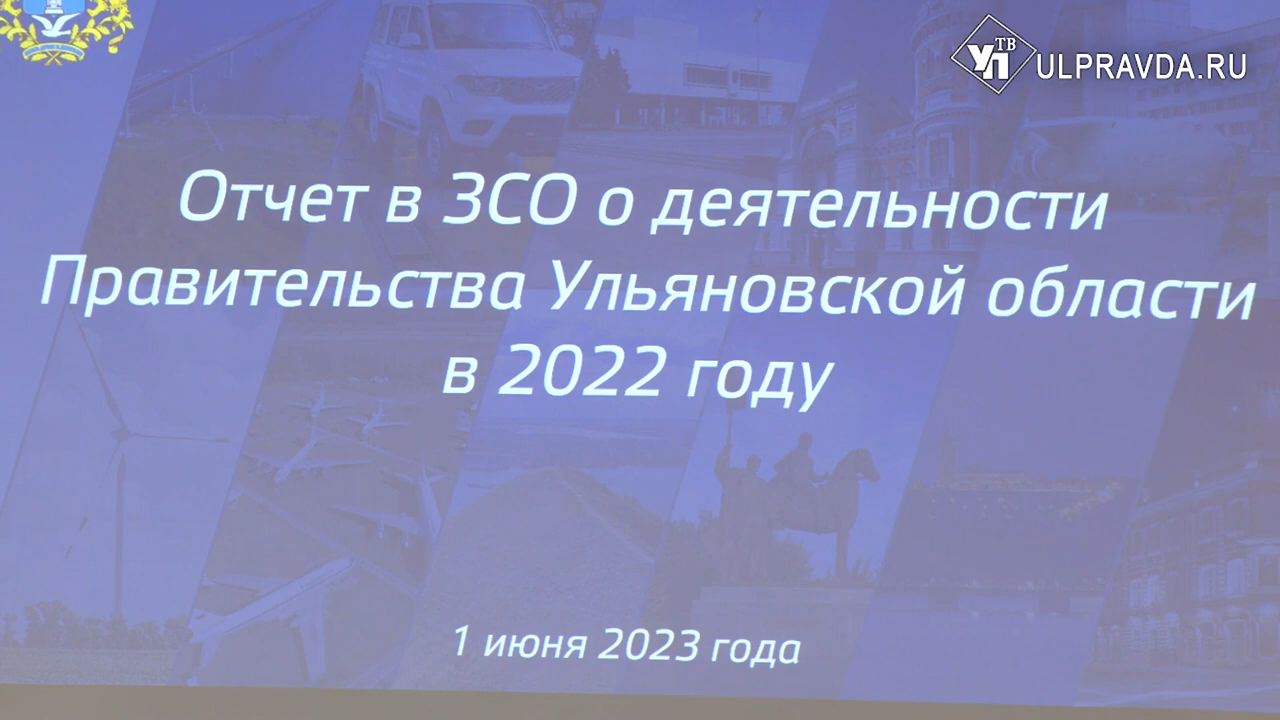 УП ТВ ULPRAVDA.RU
Отчет в ЗСО о деятельности
Правительства Ульяновской области
в 2022 году
1 июня 2023 года